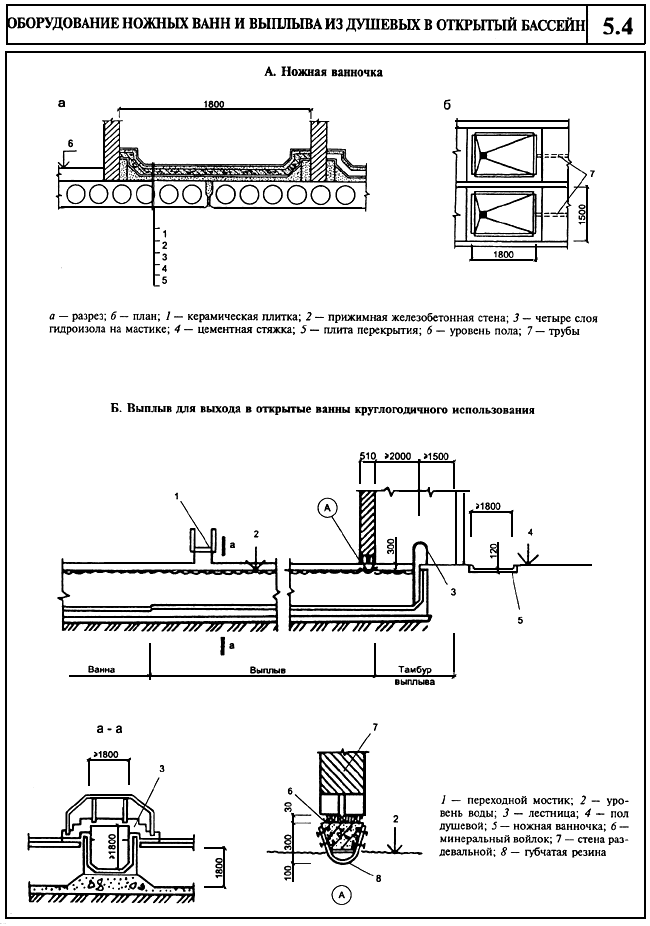 ОБОРУДОВАНИЕ НОЖНЫХ ВАНН И ВЫПЛЫВА ИЗ ДУШЕВЫХ В ОТКРЫТЫЙ БАССЕЙН
5.4
А. Ножная ванночка
а
1800
6
1
2
3
4
5
б
7
1500
1800
а — разрез; б — план; 1 — керамическая плитка; 2 — прижимная железобетонная стена; 3 — четыре слоя
гидроизола на мастике; 4 — цементная стяжка; 5 — плита перекрытия; 6 — уровень пола; 7 — трубы
Б. Выплыв для выхода в открытые ванны круглогодичного использования
510 ≥2000 ≥1500
1
А
≥1800
а
2
300
120
4
3
5
а
Ванна
Выплыв
Тамбур
выплыва
а - а
≥1800
3
≥1800
1800
7
6
30
300
100
2
8
А
1 — переходной мостик; 2 — уро-
вень воды; 3 — лестница; 4 — пол
душевой; 5 — ножная ванночка; 6 —
минеральный войлок; 7 — стена раз-
девальной; 8 — губчатая резина